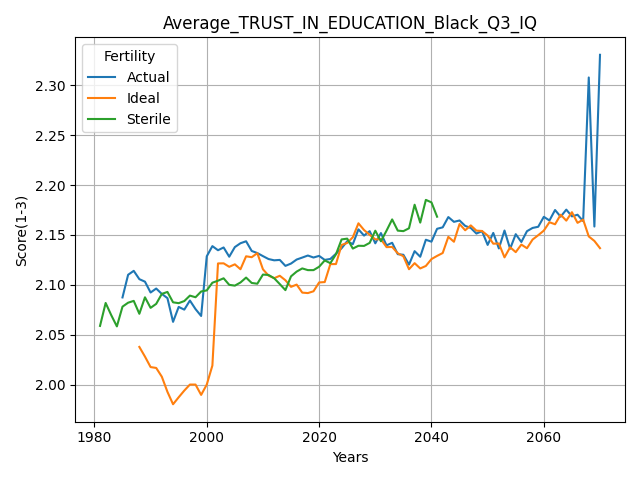 Average_TRUST_IN_EDUCATION_Black_Q3_IQ
Fertility
Actual
Ideal
Sterile
Score(1-3)
2.30
2.25
2.20
2.15
2.10
2.05
2.00
1980
2000
2020
2040
2060
Years